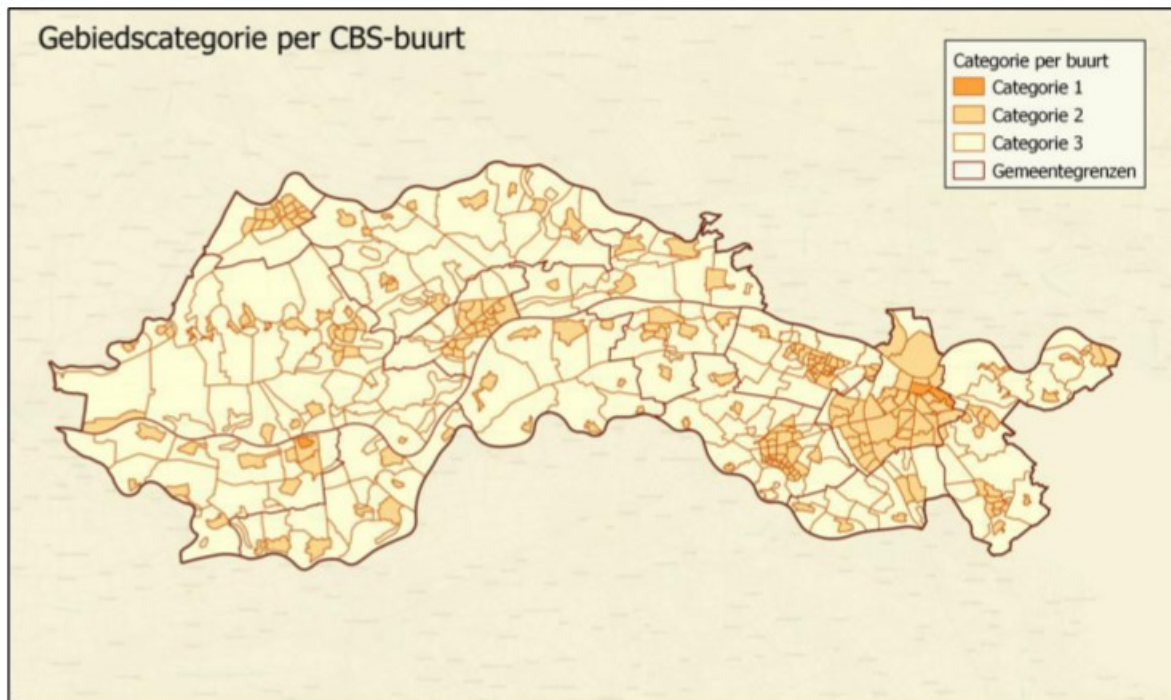 Gebiedscategorie per CBS-buurt
Categorie per buurt
Categorie 1
Categorie 2
Categorie 3
Gemeentegrenzen